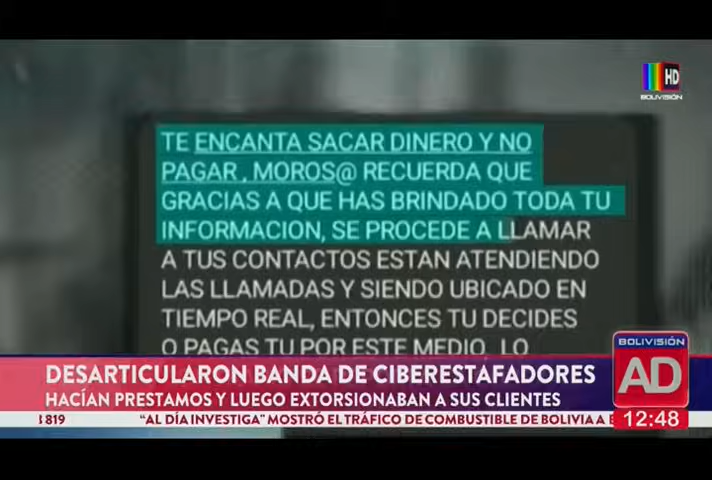 HD
BOLIVISIÓN
TE ENCANTA SACAR DINERO Y NO
PAGAR , MOROS@ RECUERDA QUE
GRACIAS A QUE HAS BRINDADO TODA TU
INFORMACION, SE PROCEDE A LLAMAR
A TUS CONTACTOS ESTAN ATENDIENDO
LAS LLAMADAS Y SIENDO UBICADO EN
TIEMPO REAL, ENTONCES TU DECIDES
O PAGAS TU POR ESTE MEDIO, LO
BOLIVISIÓN
AD
DESARTICULARON BANDA DE CIBERESTAFADORES
HACÍAN PRESTAMOS Y LUEGO EXTORSIONABAN A SUS CLIENTES
819 "AL DÍA INVESTIGA" MOSTRÓ EL TRÁFICO DE COMBUSTIBLE DE BOLIVIA A
12:48